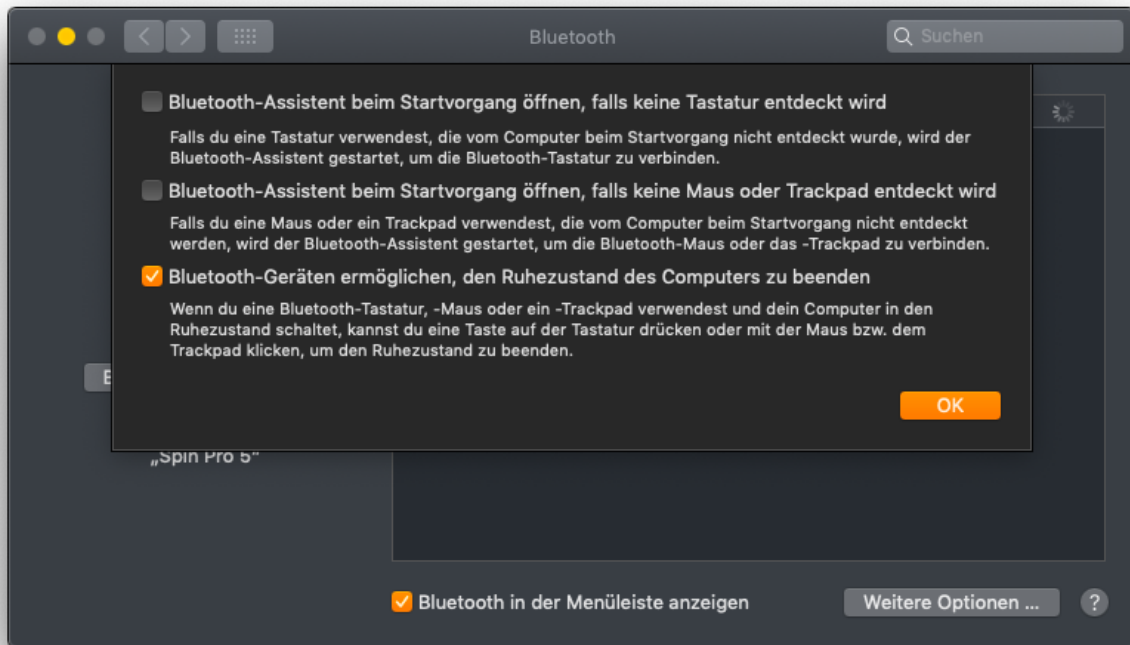 Bluetooth
Suchen
Bluetooth-Assistent beim Startvorgang öffnen, falls keine Tastatur entdeckt wird
Falls du eine Tastatur verwendest, die vom Computer beim Startvorgang nicht entdeckt wurde, wird der
Bluetooth-Assistent gestartet, um die Bluetooth-Tastatur zu verbinden.
Bluetooth-Assistent beim Startvorgang öffnen, falls keine Maus oder Trackpad entdeckt wird
Falls du eine Maus oder ein Trackpad verwendest, die vom Computer beim Startvorgang nicht entdeckt
werden, wird der Bluetooth-Assistent gestartet, um die Bluetooth-Maus oder das -Trackpad zu verbinden.
Bluetooth-Geräten ermöglichen, den Ruhezustand des Computers zu beenden
Wenn du eine Bluetooth-Tastatur, -Maus oder ein -Trackpad verwendest und dein Computer in den
Ruhezustand schaltet, kannst du eine Taste auf der Tastatur drücken oder mit der Maus bzw. dem
Trackpad klicken, um den Ruhezustand zu beenden.
OK
„Spin Pro 5“
Bluetooth in der Menüleiste anzeigen
Weitere Optionen ...
?